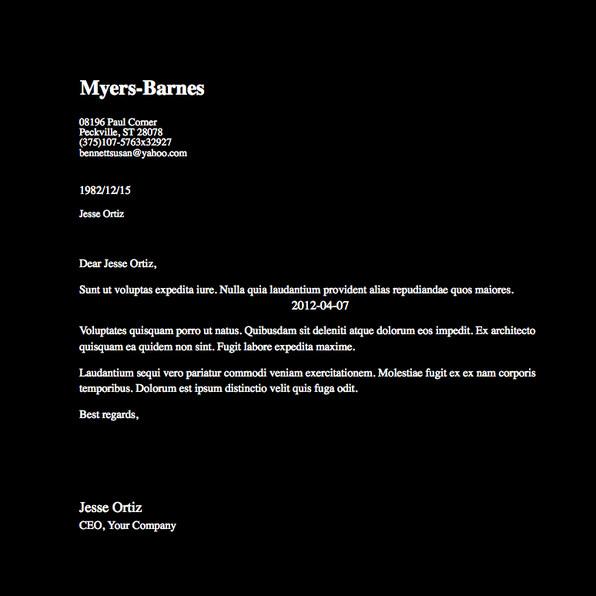 Myers-Barnes
08196 Paul Corner
Peckville, ST 28078
(375)107-5763x32927
bennettsusan@yahoo.com
1982/12/15
Jesse Ortiz
Dear Jesse Ortiz,
Sunt ut voluptas expedita iure. Nulla quia laudantium provident alias repudiandae quos maiores.
2012-04-07
Voluptates quisquam porro ut natus. Quibusdam sit deleniti atque dolorum eos impedit. Ex architecto
quisquam ea quidem non sint. Fugit labore expedita maxime.
Laudantium sequi vero pariatur commodi veniam exercitationem. Molestiae fugit ex ex nam corporis
temporibus. Dolorum est ipsum distinctio velit quis fuga odit.
Best regards,
Jesse Ortiz
CEO, Your Company